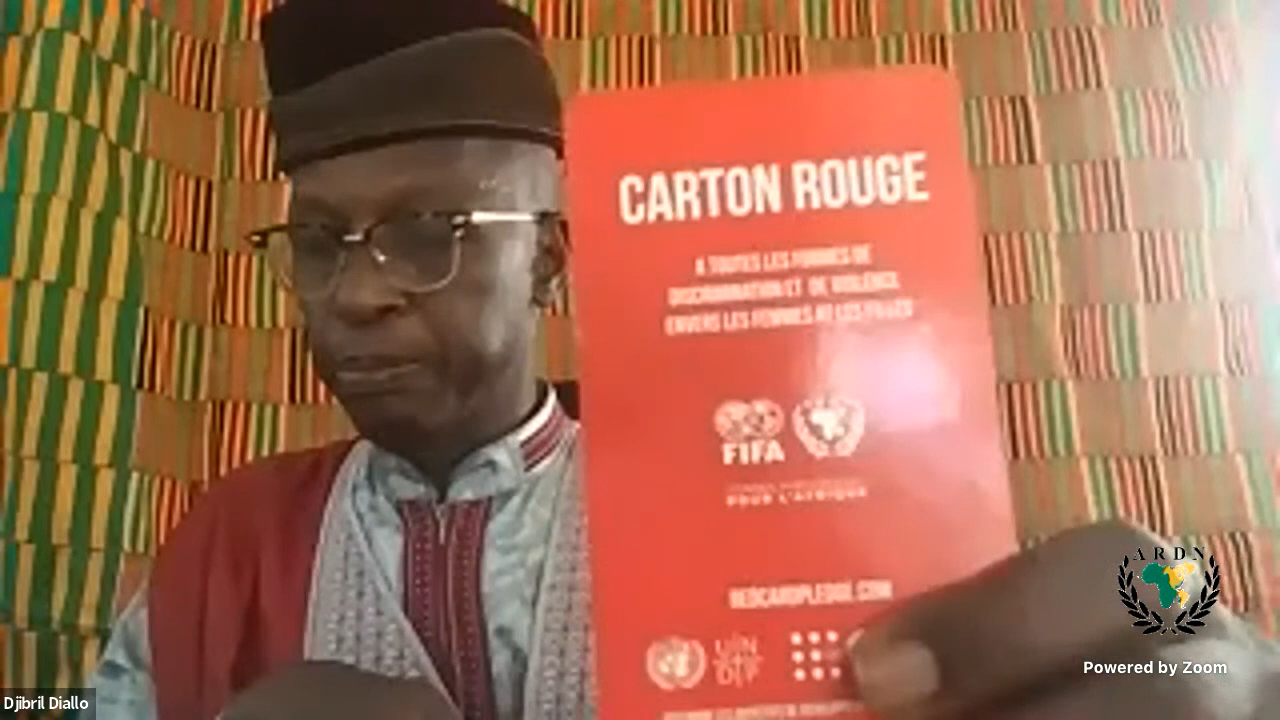 CARTON ROUGE
A TOUTES LES FORMES DE
DISCRIMINATION ET DE VIOLENCE
ENVERS LES FEMMES
LES FILLES
FIFA
POUR L'AFRIQUE
REDCARDPLEDGE.COM
ARDN
Powered by Zoom
Djibril Diallo